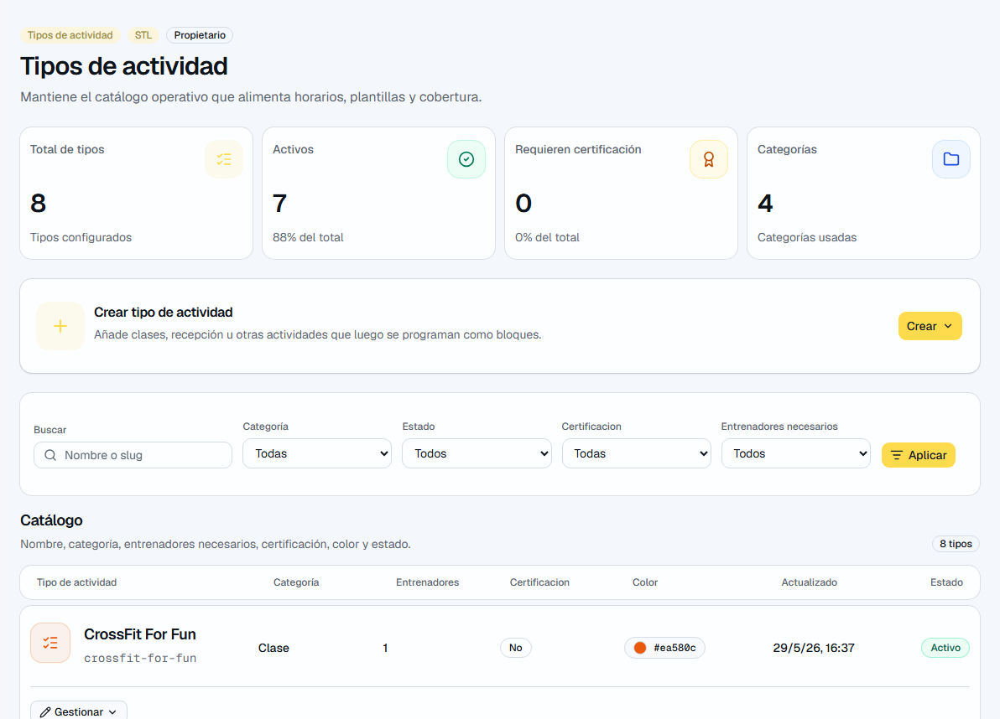 Tipos de actividad STL Propietario
Tipos de actividad
Mantiene el catálogo operativo que alimenta horarios, plantillas y cobertura.
Total de tipos
8
Tipos configurados
Activos
7
88% del total
Requieren certificación
0
0% del total
Categorías
4
Categorías usadas
Crear tipo de actividad
Añade clases, recepción u otras actividades que luego se programan como bloques.
Crear
Buscar
Nombre o slug
Categoría
Todas
Estado
Todos
Certificacion
Todas
Entrenadores necesarios
Todos
Aplicar
Catálogo
Nombre, categoría, entrenadores necesarios, certificación, color y estado.
8 tipos
Tipo de actividad Categoría Entrenadores Certificacion Color Actualizado Estado
CrossFit For Fun
crossfit-for-fun
Clase 1 No #ea580c 29/5/26, 16:37 Activo
Gestionar